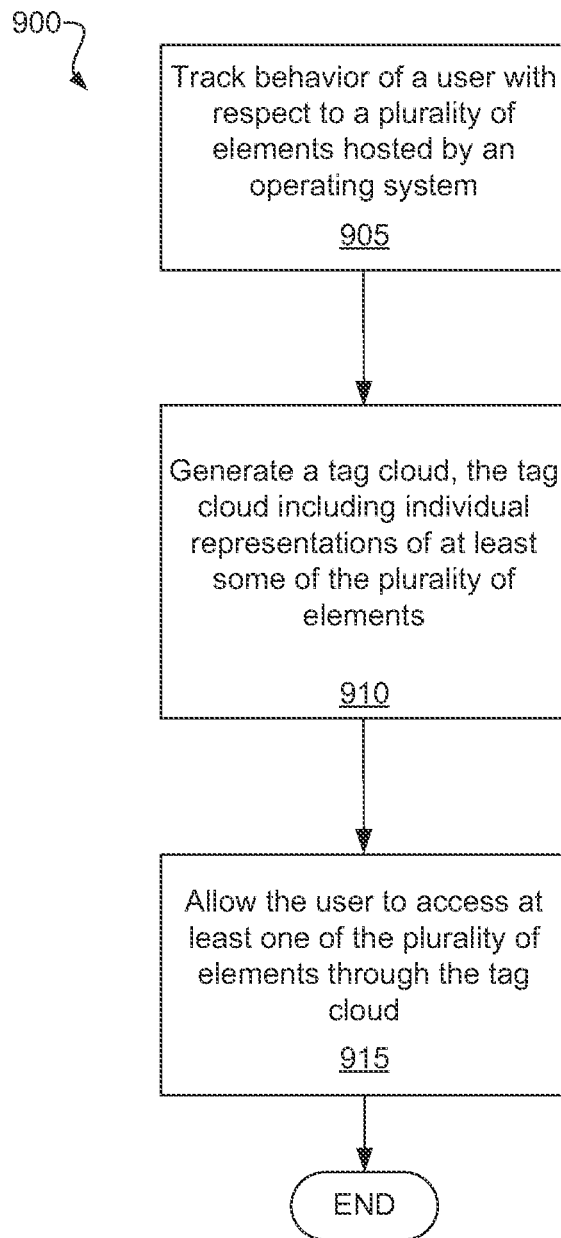 900
Track behavior of a user with
respect to a plurality of
elements hosted by an
operating system
905
Generate a tag cloud, the tag
cloud including individual
representations of at least
some of the plurality of
elements
910
Allow the user to access at
least one of the plurality of
elements through the tag
cloud
915
END